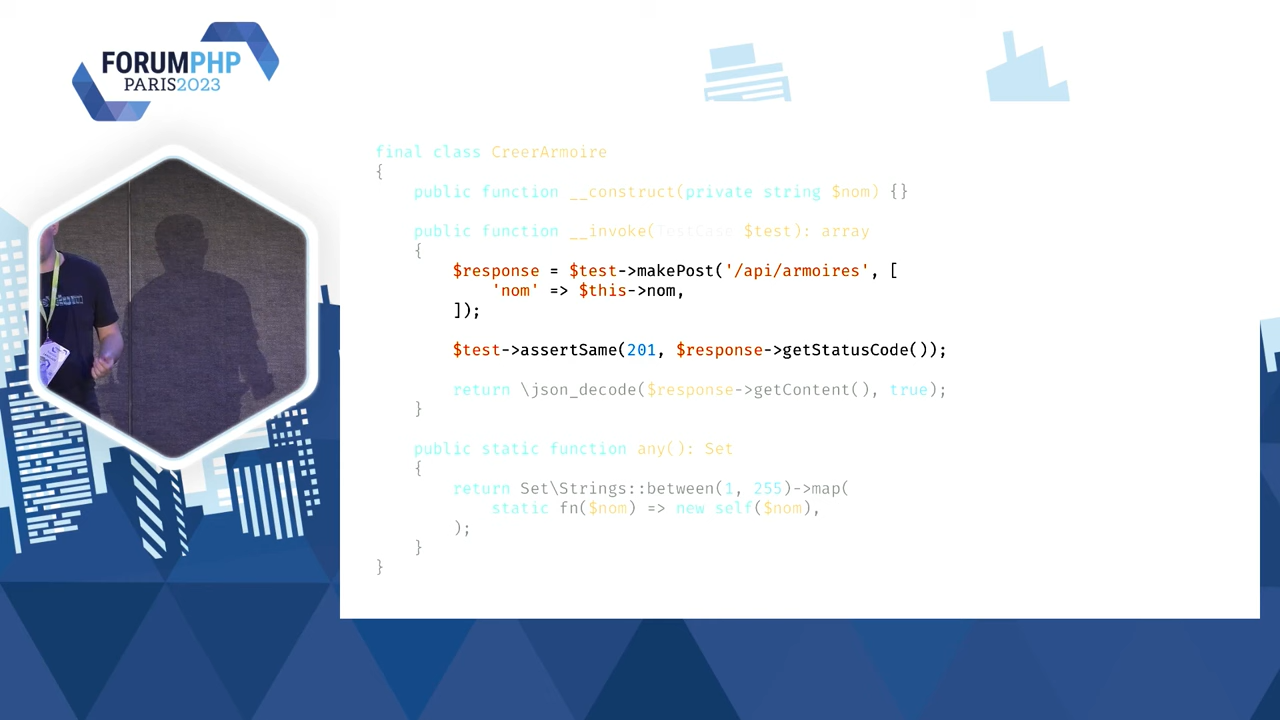 FORUMPHP
PARIS2023
final class CreerArmoire
{
    public function __construct(private string $nom) {}
    public function __invoke(TestCase $test): array
    {
        $response = $test->makePost('/api/armoires', [
            'nom' => $this->nom,
        ]);
        $test->assertSame(201, $response->getStatusCode());
        return \json_decode($response->getContent(), true);
    }
    public static function any(): Set
    {
        return Set\Strings::between(1, 255)->map(
            static fn($nom) => new self($nom),
        );
    }
}